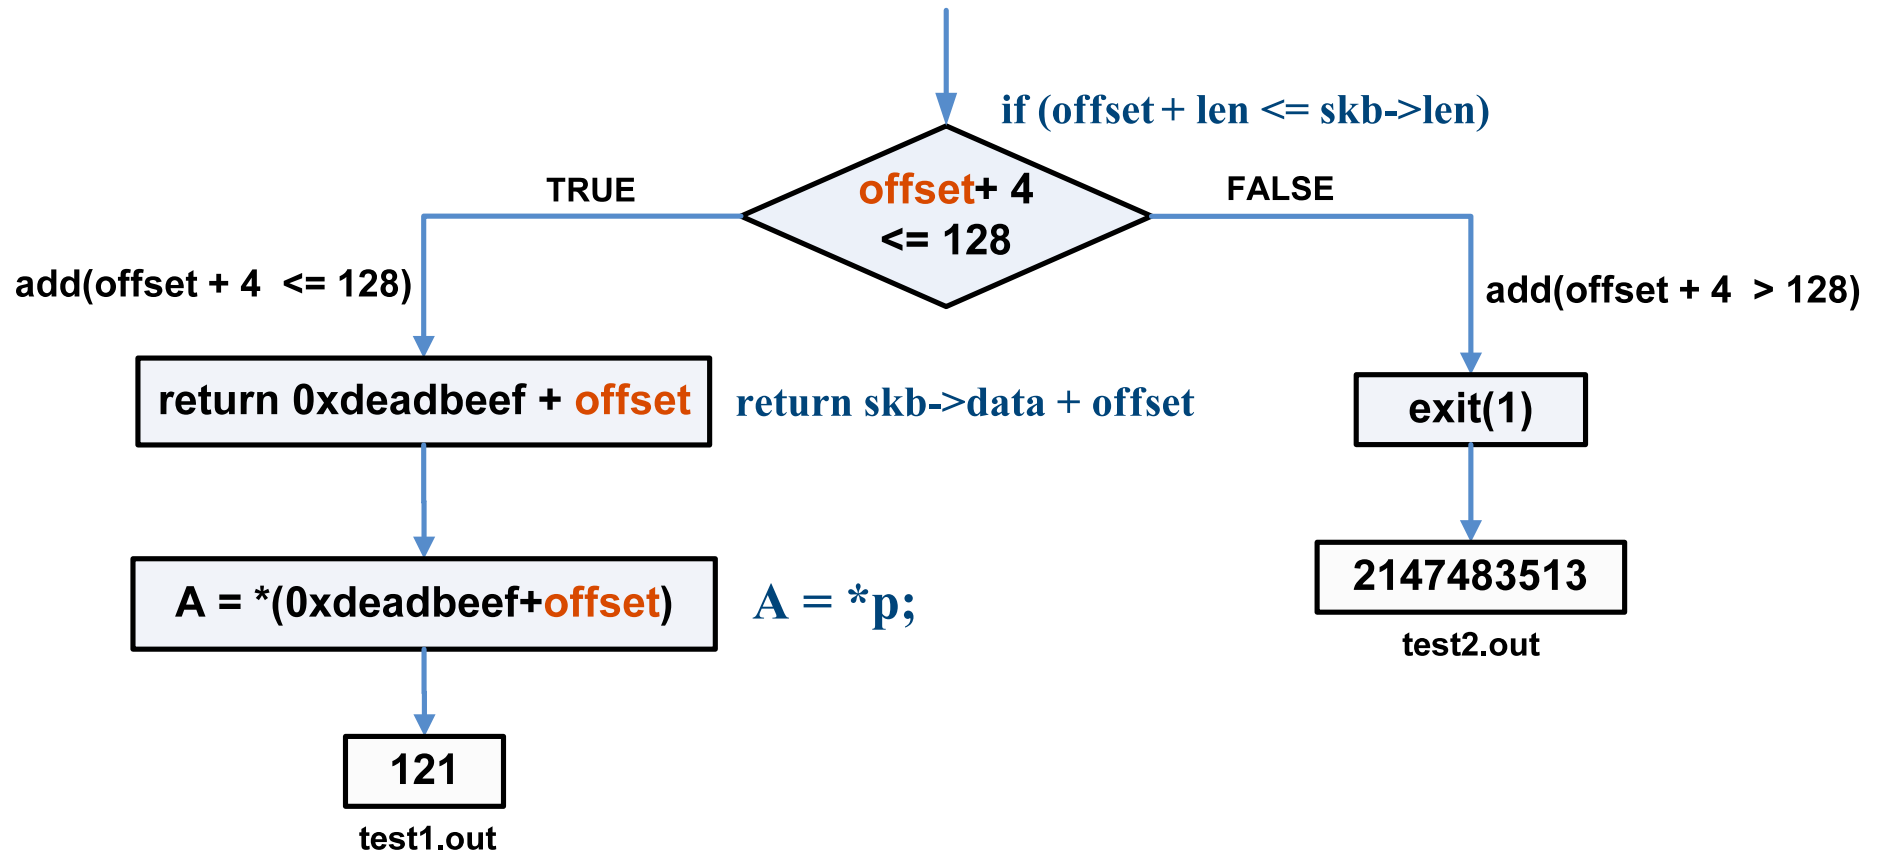 if (offset + len <= skb->len)
TRUE
offset+ 4
<= 128
FALSE
add(offset + 4 <= 128)
add(offset + 4 > 128)
return 0xdeadbeef + offset
return skb->data + offset
exit(1)
A = *(0xdeadbeef+offset)
A = *p;
2147483513
test2.out
121
test1.out